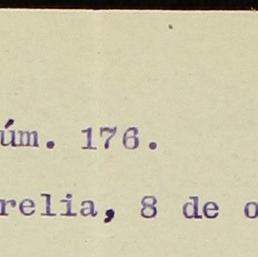 úm. 176.
relia, 8 de o